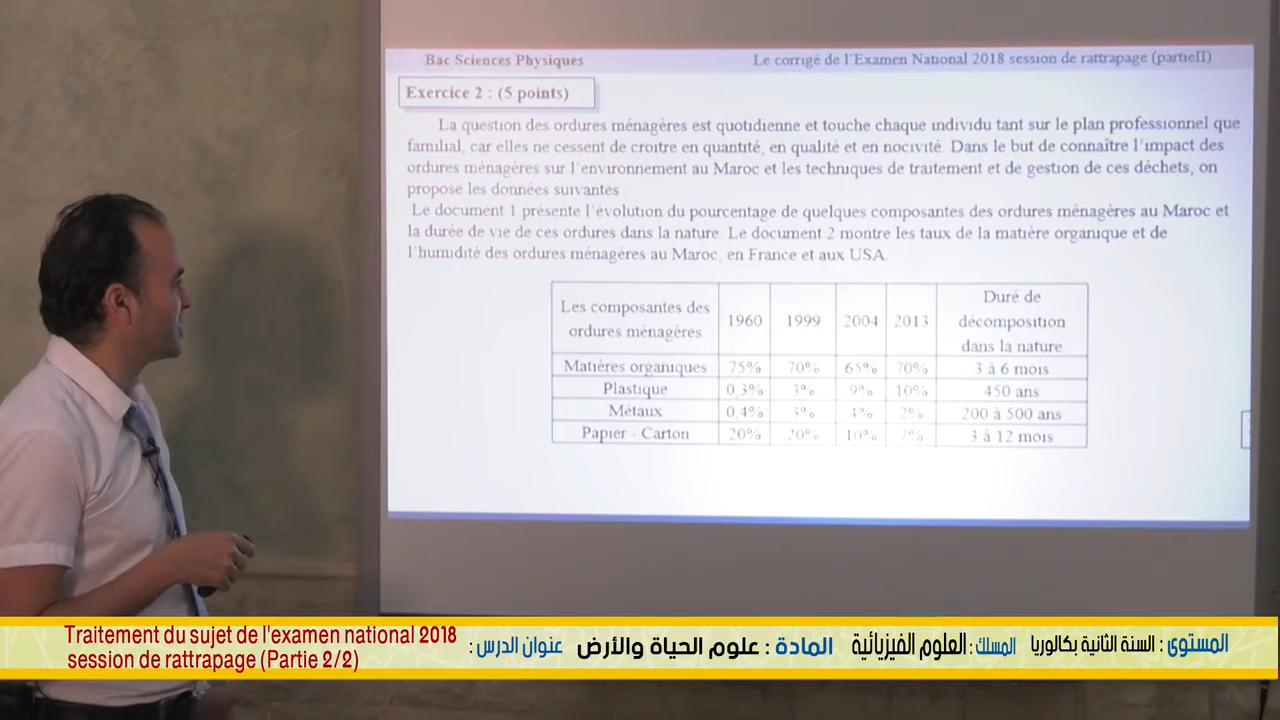 Bac Sciences Physiques
Le corrigé de l'Examen National 2018 session de rattrapage (partieII)
Exercice 2 : (5 points)
La question des ordures ménagères est quotidienne et touche chaque individu tant sur le plan professionnel que
familial, car elles ne cessent de croitre en quantité, en qualité et en nocivité. Dans le but de connaître l'impact des
ordures ménagères sur l'environnement au Maroc et les techniques de traitement et de gestion de ces déchets, on
propose les données suivantes
Le document 1 présente l'évolution du pourcentage de quelques composantes des ordures ménagères au Maroc et
la durée de vie de ces ordures dans la nature. Le document 2 montre les taux de la matière organique et de
l'humidité des ordures ménagères au Maroc, en France et aux USA.
Les composantes des ordures ménagères 1960 1999 2004 2013 Duré de décomposition dans la nature
Matières organiques 75% 70% 65% 70% 3 à 6 mois
Plastique 0,3% 3% 9% 10% 450 ans
Métaux 0,4% 3% 4% 2% 200 à 500 ans
Papier - Carton 20% 20% 10% 7% 3 à 12 mois
المستوى : السنة الثانية بكالوريا المسلك : العلوم الفيزيائية المادة : علوم الحياة والأرض عنوان الدرس :
Traitement du sujet de l'examen national 2018
session de rattrapage (Partie 2/2)